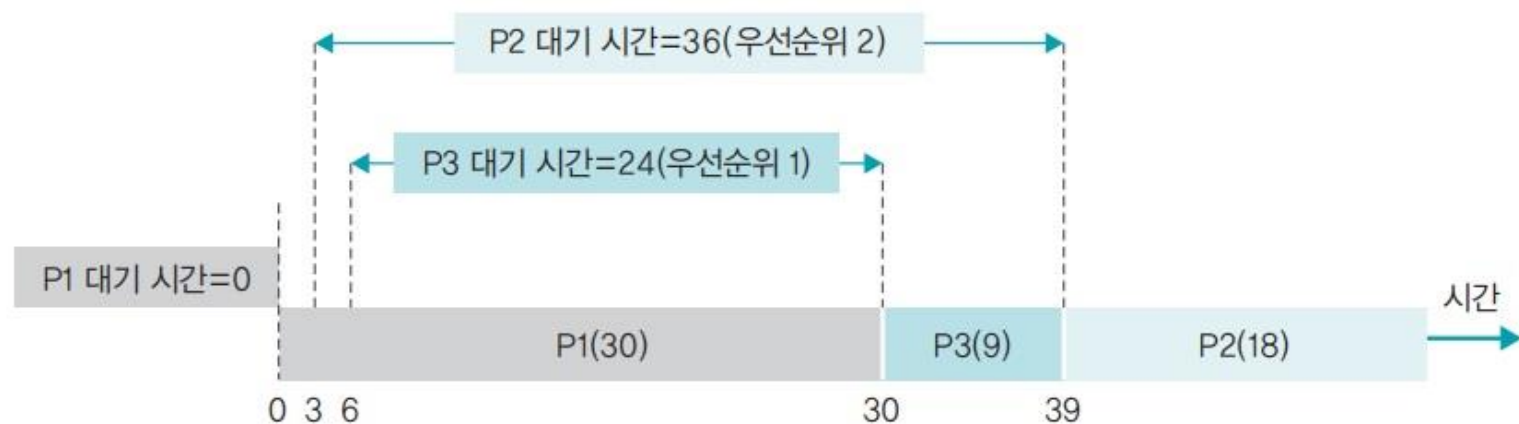 P2 대기 시간=36(우선순위 2)
P3 대기 시간=24(우선순위 1)
P1 대기 시간=0
시간
P1(30)
P3(9)
P2(18)
0 3 6 30 39